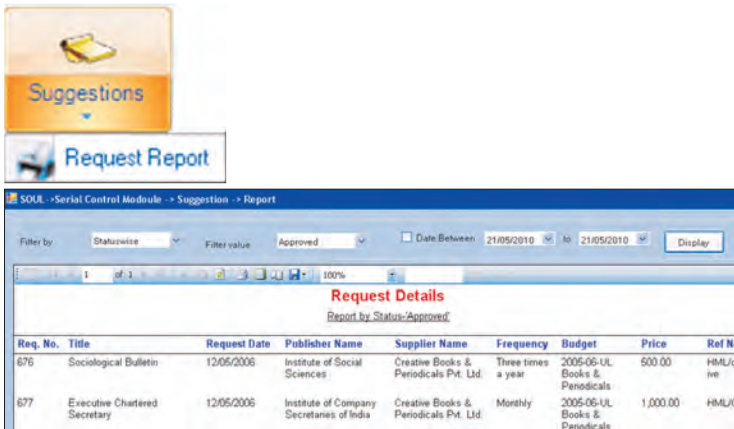 Suggestions
Request Report
SOUL->Serial Control Modoule -> Suggestion -> Report
Filter by Statuswise Filter value Approved Date Between 21/05/2010 to 21/05/2010 Display
1 of 1 100%
Request Details
Report by Status-'Approved'
Req. No. Title Request Date Publisher Name Supplier Name Frequency Budget Price Ref N
676 Sociological Bulletin 12/05/2006 Institute of Social Creative Books & Three times 2005-06-UL 500.00 HML/
Sciences Periodicals Pvt. Ltd. a year Books & ive
Periodicals
677 Executive Chartered 12/05/2006 Institute of Company Creative Books & Monthly 2005-06-UL 1,000.00 HML/
Secretary Secretaries of India Periodicals Pvt. Ltd. Books &
Periodicals